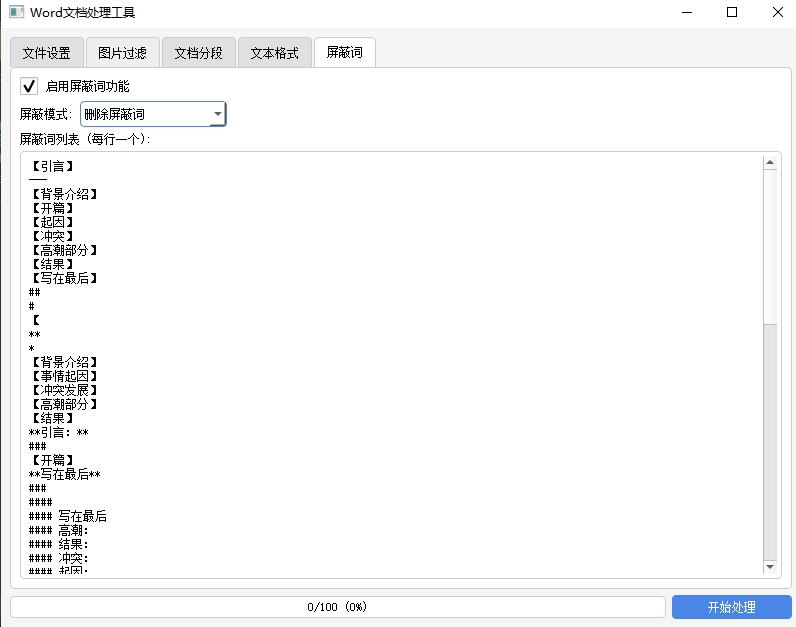 Word文档处理工具
文件设置 图片过滤 文档分段 文本格式 屏蔽词
启用屏蔽词功能
屏蔽模式: 删除屏蔽词
屏蔽词列表（每行一个）:
【引言】
——
【背景介绍】
【开篇】
【起因】
【冲突】
【高潮部分】
【结果】
【写在最后】
##
#
【
**
*
【背景介绍】
【事情起因】
【冲突发展】
【高潮部分】
【结果】
**引言: **
###
【开篇】
**写在最后**
###
####
#### 写在最后
#### 高潮:
#### 结果:
#### 冲突:
#### 起因:
0/100 (0%)
开始处理